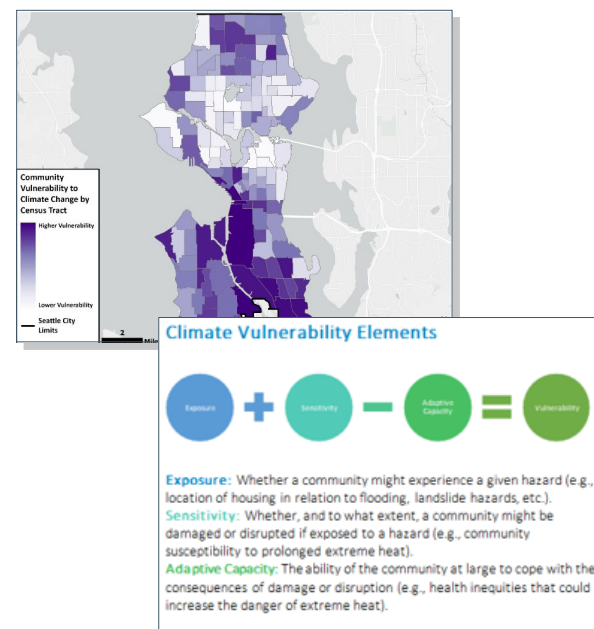 Community
Vulnerability to
Climate Change by
Census Tract
Higher Vulnerability
Lower Vulnerability
Seattle City
Limits
2
Mile
Climate Vulnerability Elements
Exposure
Sensitivity
Adaptive
Capacity
Vulnerability
Exposure: Whether a community might experience a given hazard (e.g.,
location of housing in relation to flooding, landslide hazards, etc.).
Sensitivity: Whether, and to what extent, a community might be
damaged or disrupted if exposed to a hazard (e.g., community
susceptibility to prolonged extreme heat).
Adaptive Capacity: The ability of the community at large to cope with the
consequences of damage or disruption (e.g., health inequities that could
increase the danger of extreme heat).